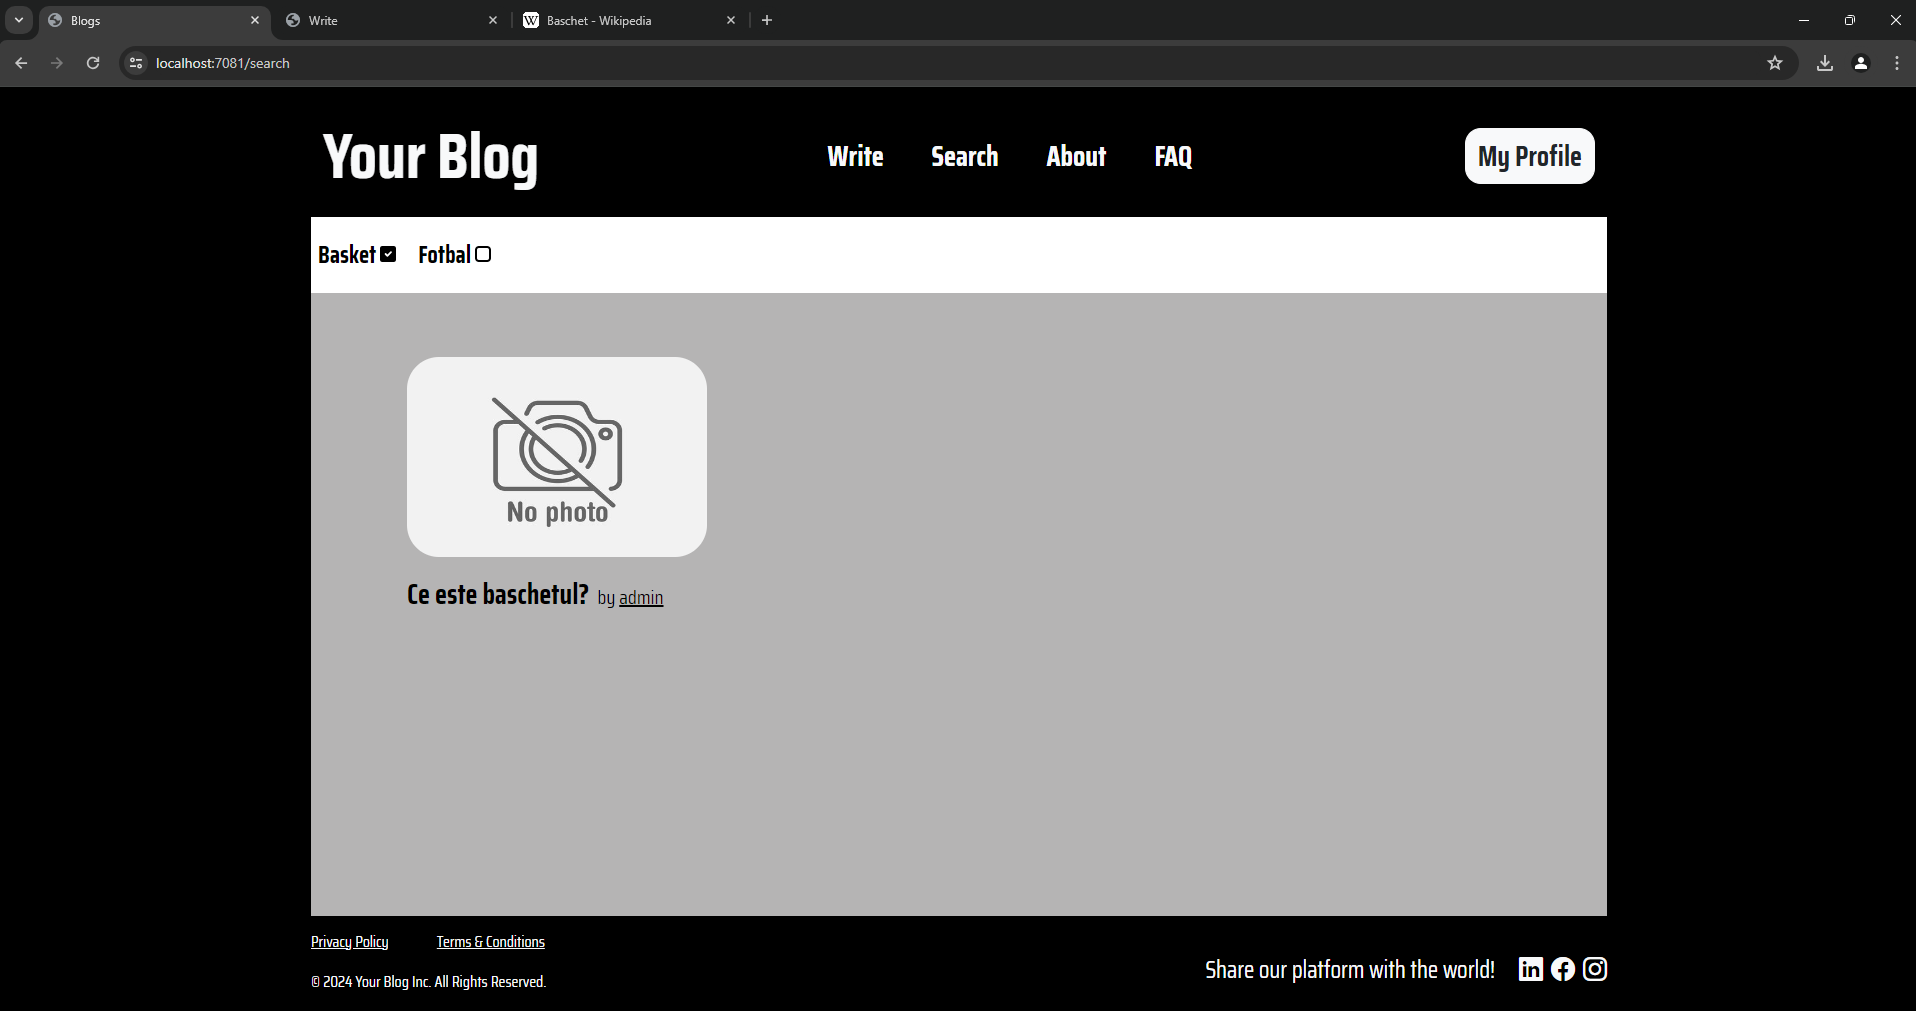 Blogs
Write
Baschet - Wikipedia
localhost:7081/search
Your Blog
Write Search About FAQ
My Profile
Basket Fotbal
No photo
Ce este baschetul? by admin
Privacy Policy Terms & Conditions
© 2024 Your Blog Inc. All Rights Reserved.
Share our platform with the world!